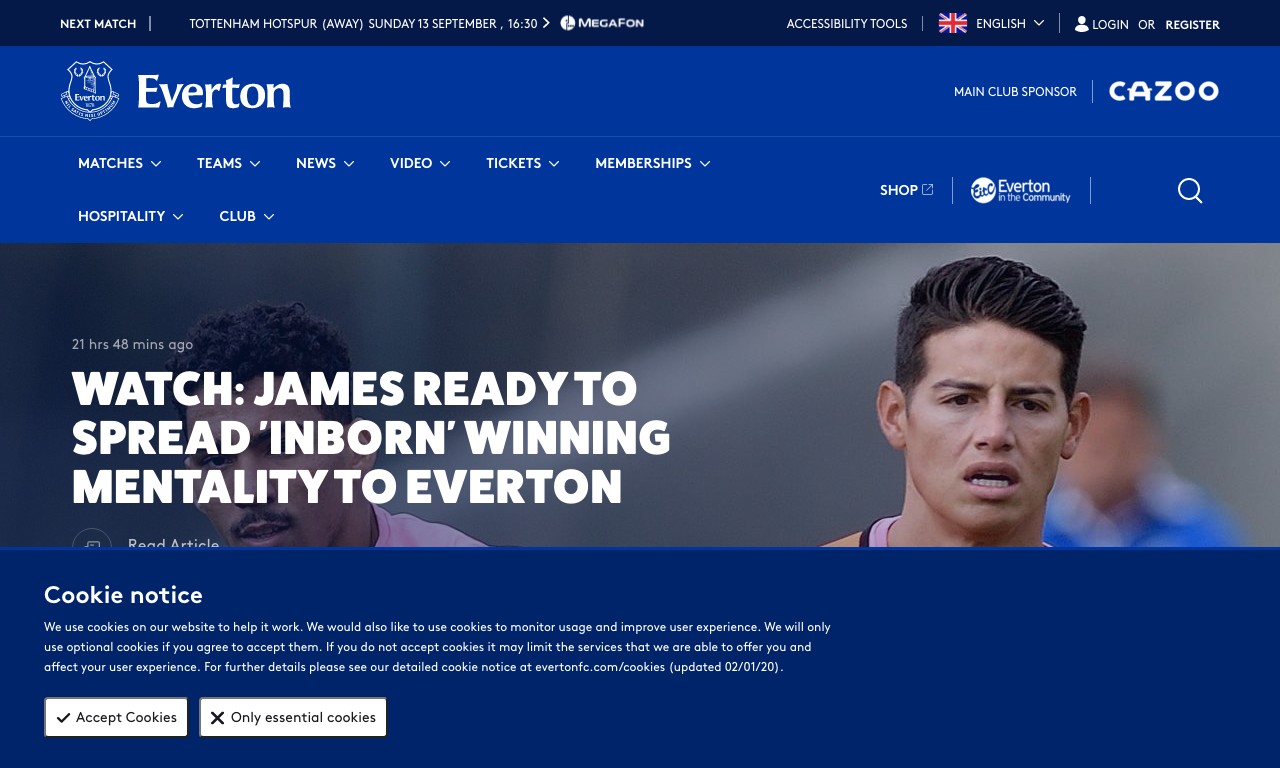 NEXT MATCH
TOTTENHAM HOTSPUR (AWAY) SUNDAY 13 SEPTEMBER , 16:30
MEGAFON
ACCESSIBILITY TOOLS
ENGLISH
LOGIN OR REGISTER
Everton
1878
Everton
MAIN CLUB SPONSOR
CAZOO
MATCHES
TEAMS
NEWS
VIDEO
TICKETS
MEMBERSHIPS
HOSPITALITY
CLUB
SHOP
EitC
Everton
in the Community
21 hrs 48 mins ago
WATCH: JAMES READY TO
SPREAD 'INBORN' WINNING
MENTALITY TO EVERTON
Read Article
Cookie notice
We use cookies on our website to help it work. We would also like to use cookies to monitor usage and improve user experience. We will only
use optional cookies if you agree to accept them. If you do not accept cookies it may limit the services that we are able to offer you and
affect your user experience. For further details please see our detailed cookie notice at evertonfc.com/cookies (updated 02/01/20).
Accept Cookies
Only essential cookies